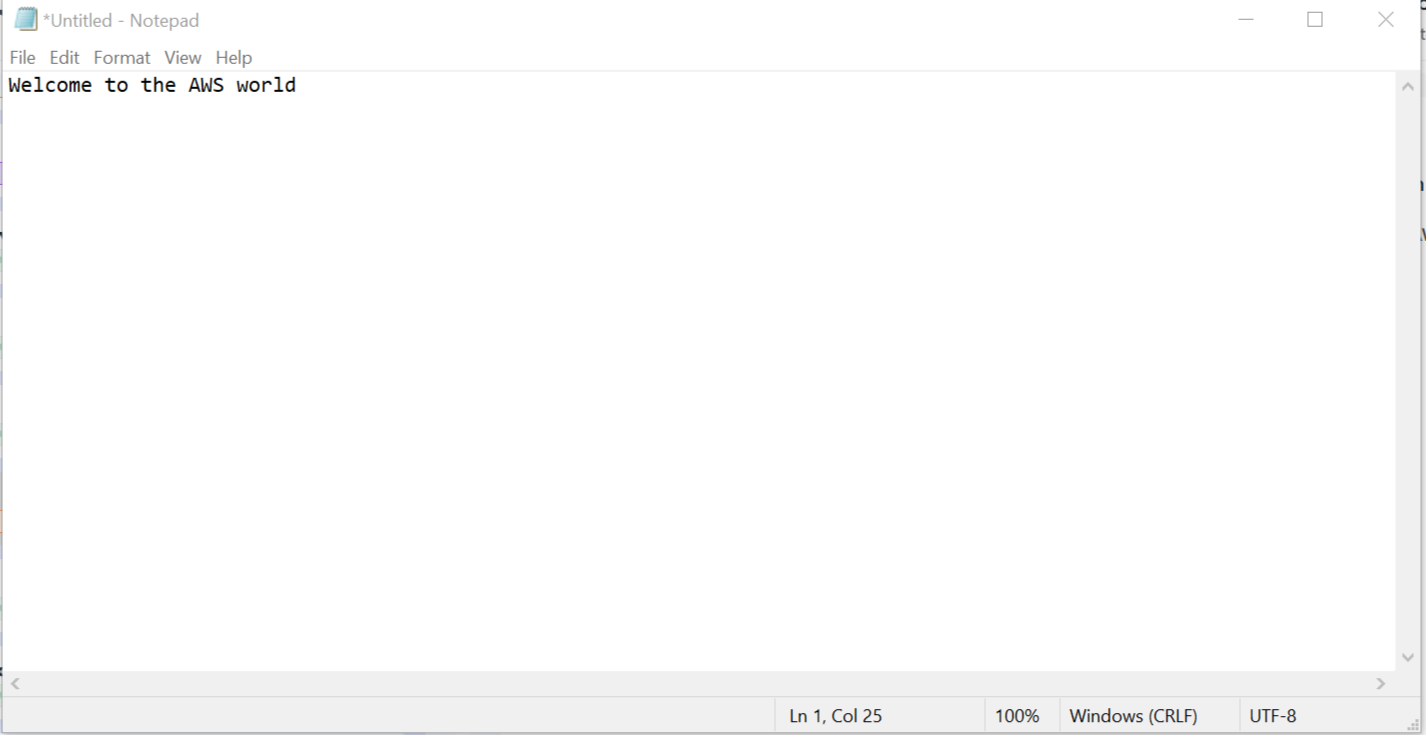 *Untitled - Notepad
File Edit Format View Help
Welcome to the AWS world
Ln 1, Col 25 100% Windows (CRLF) UTF-8